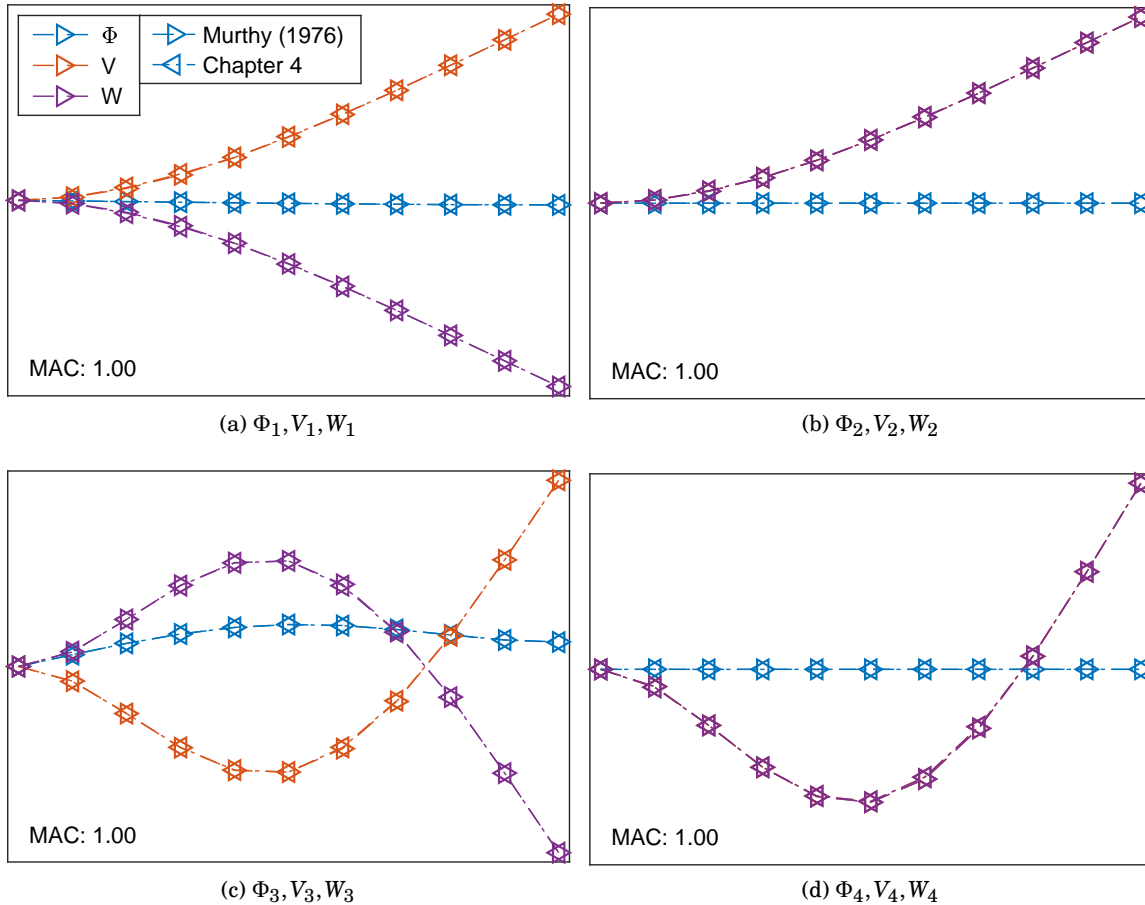 Φ
V
W
Murthy (1976)
Chapter 4
MAC: 1.00
(a) Φ1, V1, W1
MAC: 1.00
(b) Φ2, V2, W2
MAC: 1.00
(c) Φ3, V3, W3
MAC: 1.00
(d) Φ4, V4, W4